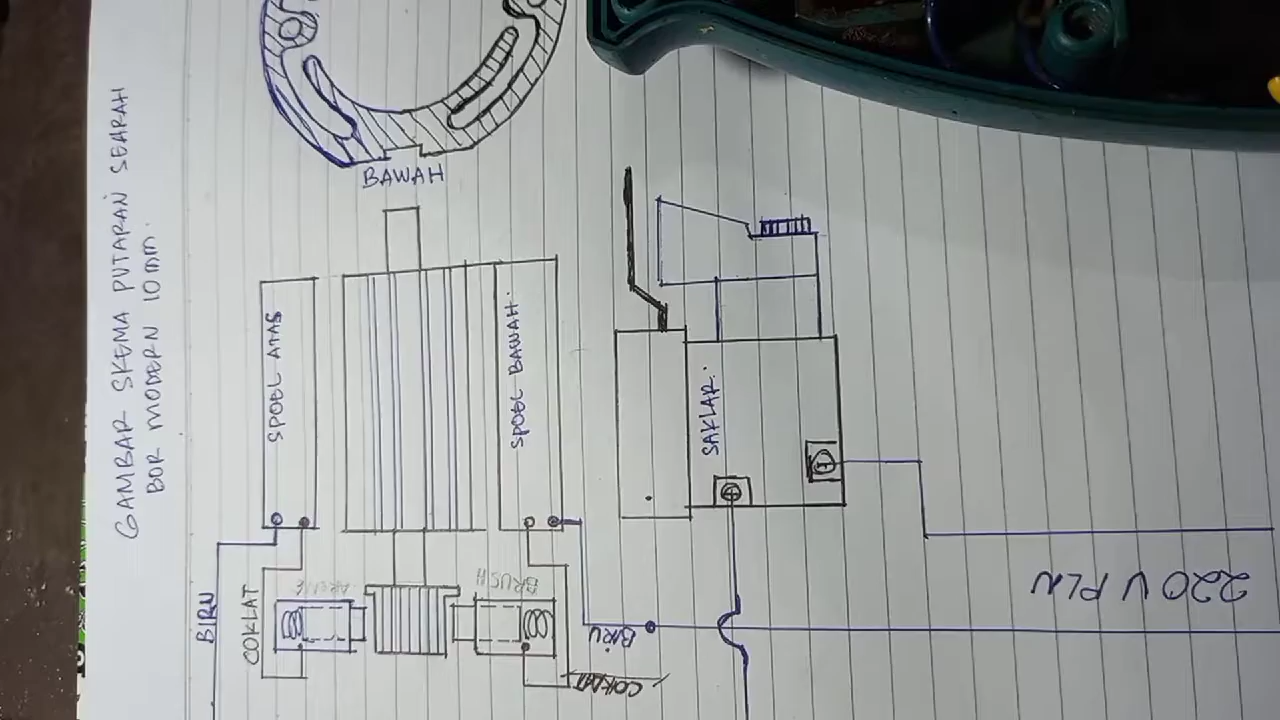 GAMBAR SKEMA PUTARAN SEARAH
BOR MODERN 10 mm.
BAWAH
SPOEL ATAS
SPOEL BAWAH
SAKLAR.
BIRU
COKLAT
BRUSH
BIRU
COKLAT
220 V PLN